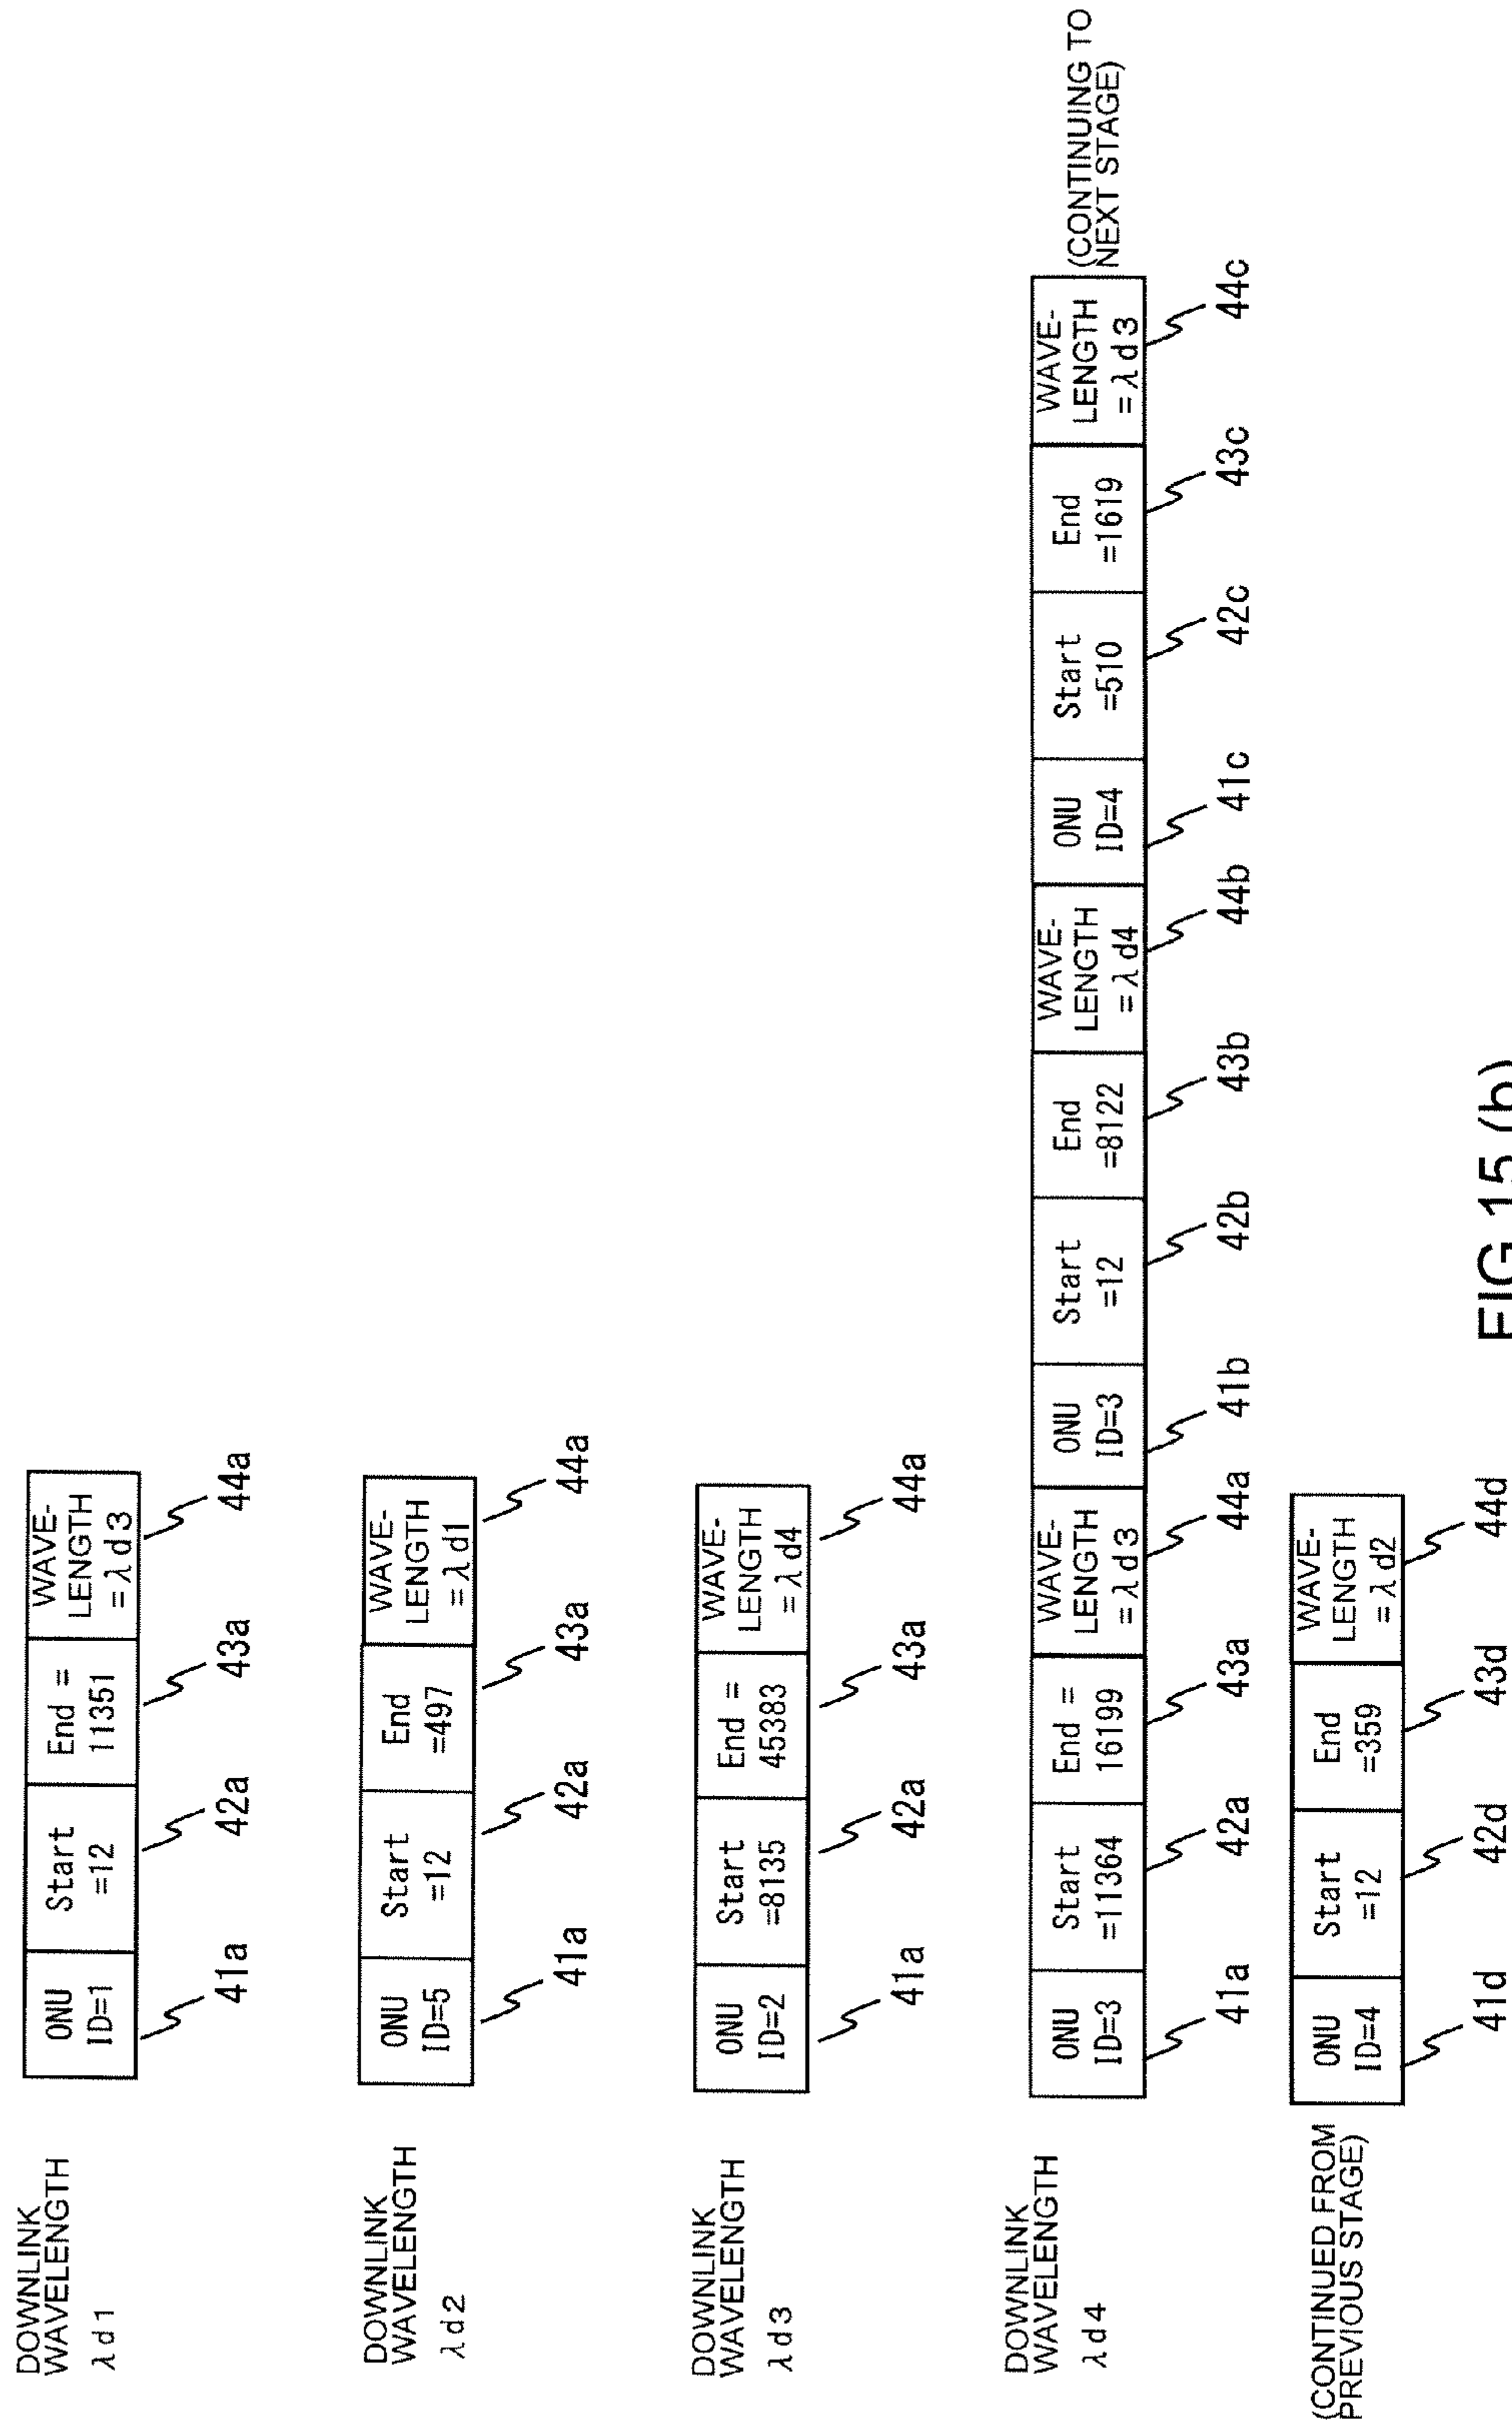 DOWNLINK
WAVELENGTH
λd1
ONU
ID=1
Start
=12
End =
11351
WAVE-
LENGTH
=λd3
41a
42a
43a
44a
DOWNLINK
WAVELENGTH
λd2
ONU
ID=5
Start
=12
End
=497
WAVE-
LENGTH
=λd1
41a
42a
43a
44a
DOWNLINK
WAVELENGTH
λd3
ONU
ID=2
Start
=8135
End =
45383
WAVE-
LENGTH
=λd4
41a
42a
43a
44a
DOWNLINK
WAVELENGTH
λd4
ONU
ID=3
Start
=11364
End =
16199
WAVE-
LENGTH
=λd3
ONU
ID=3
Start
=12
End
=8122
WAVE-
LENGTH
=λd4
ONU
ID=4
Start
=510
End
=1619
WAVE-
LENGTH
=λd3
(CONTINUING TO
NEXT STAGE)
41a
42a
43a
44a
41b
42b
43b
44b
41c
42c
43c
44c
(CONTINUED FROM
PREVIOUS STAGE)
ONU
ID=4
Start
=12
End
=359
WAVE-
LENGTH
=λd2
41d
42d
43d
44d
FIG.15 (b)